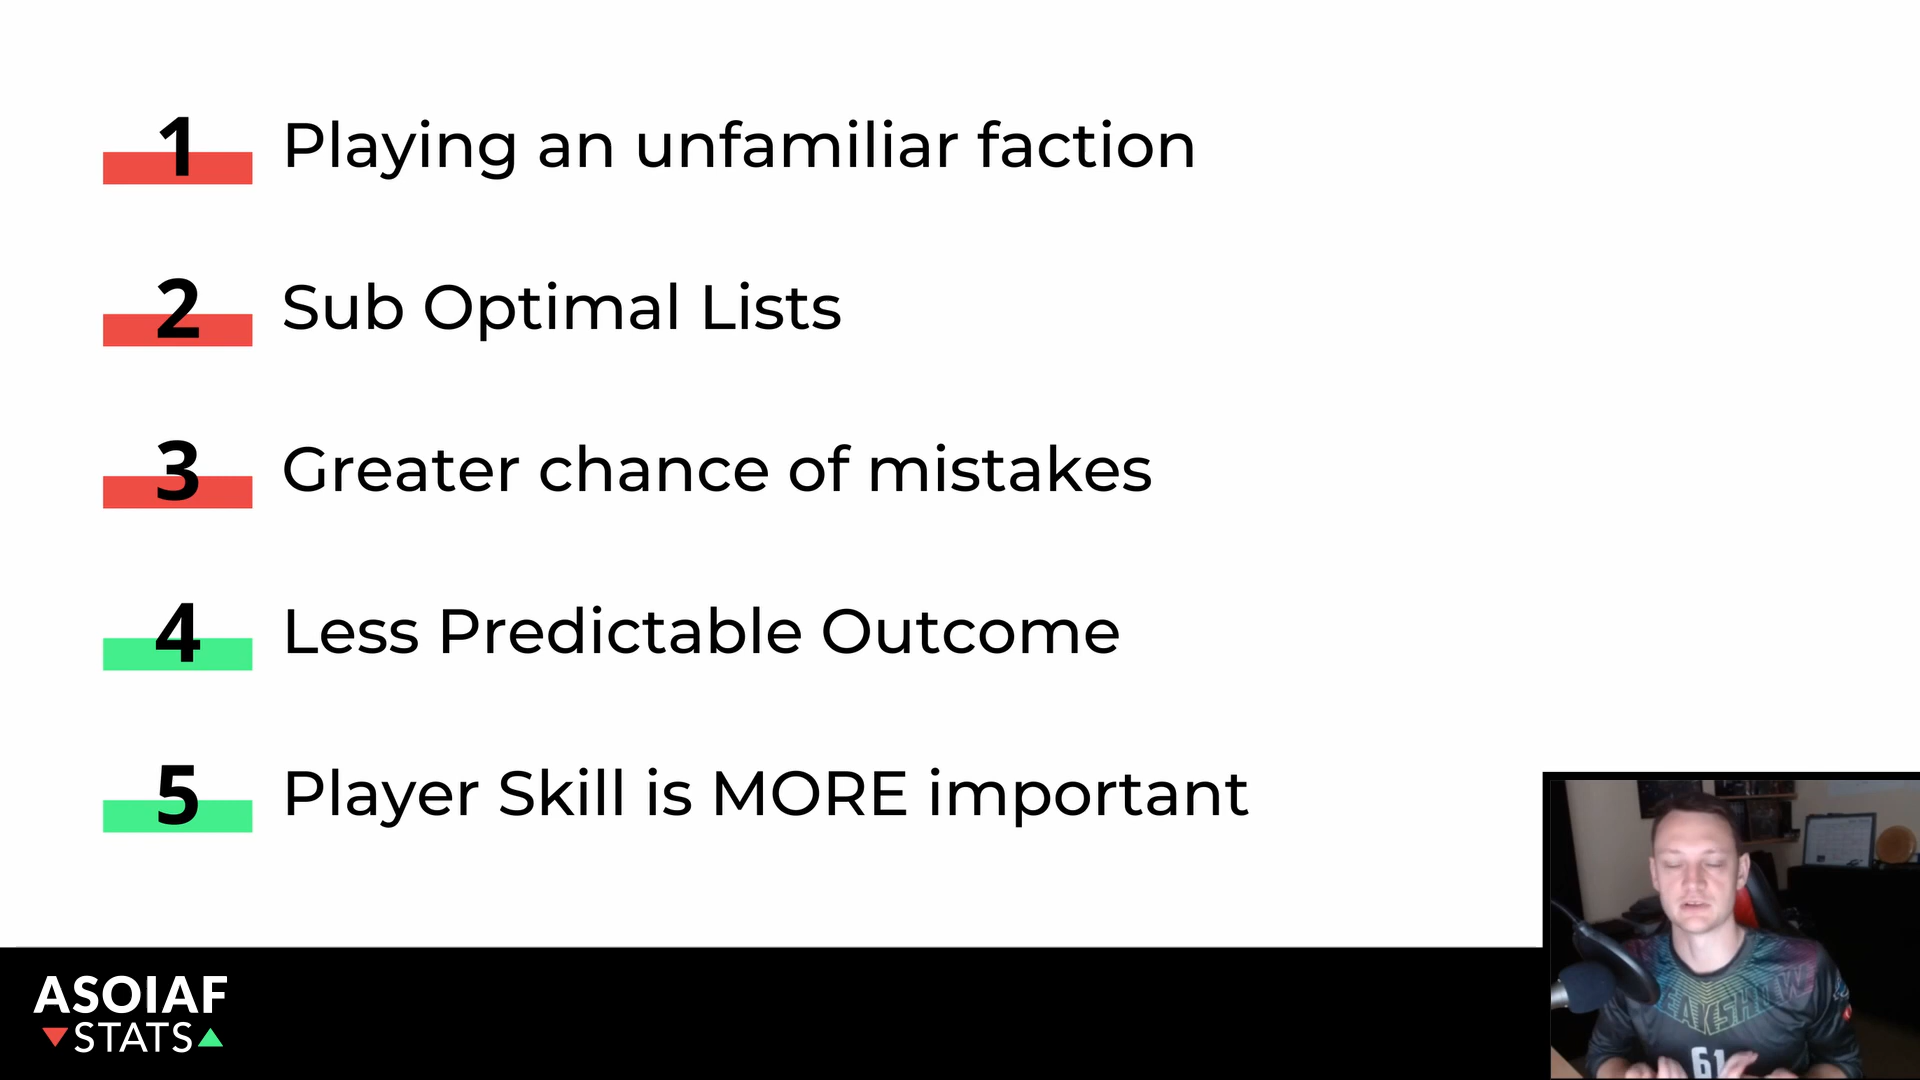 1 Playing an unfamiliar faction
2 Sub Optimal Lists
3 Greater chance of mistakes
4 Less Predictable Outcome
5 Player Skill is MORE important
ASOIAF
STATS
61